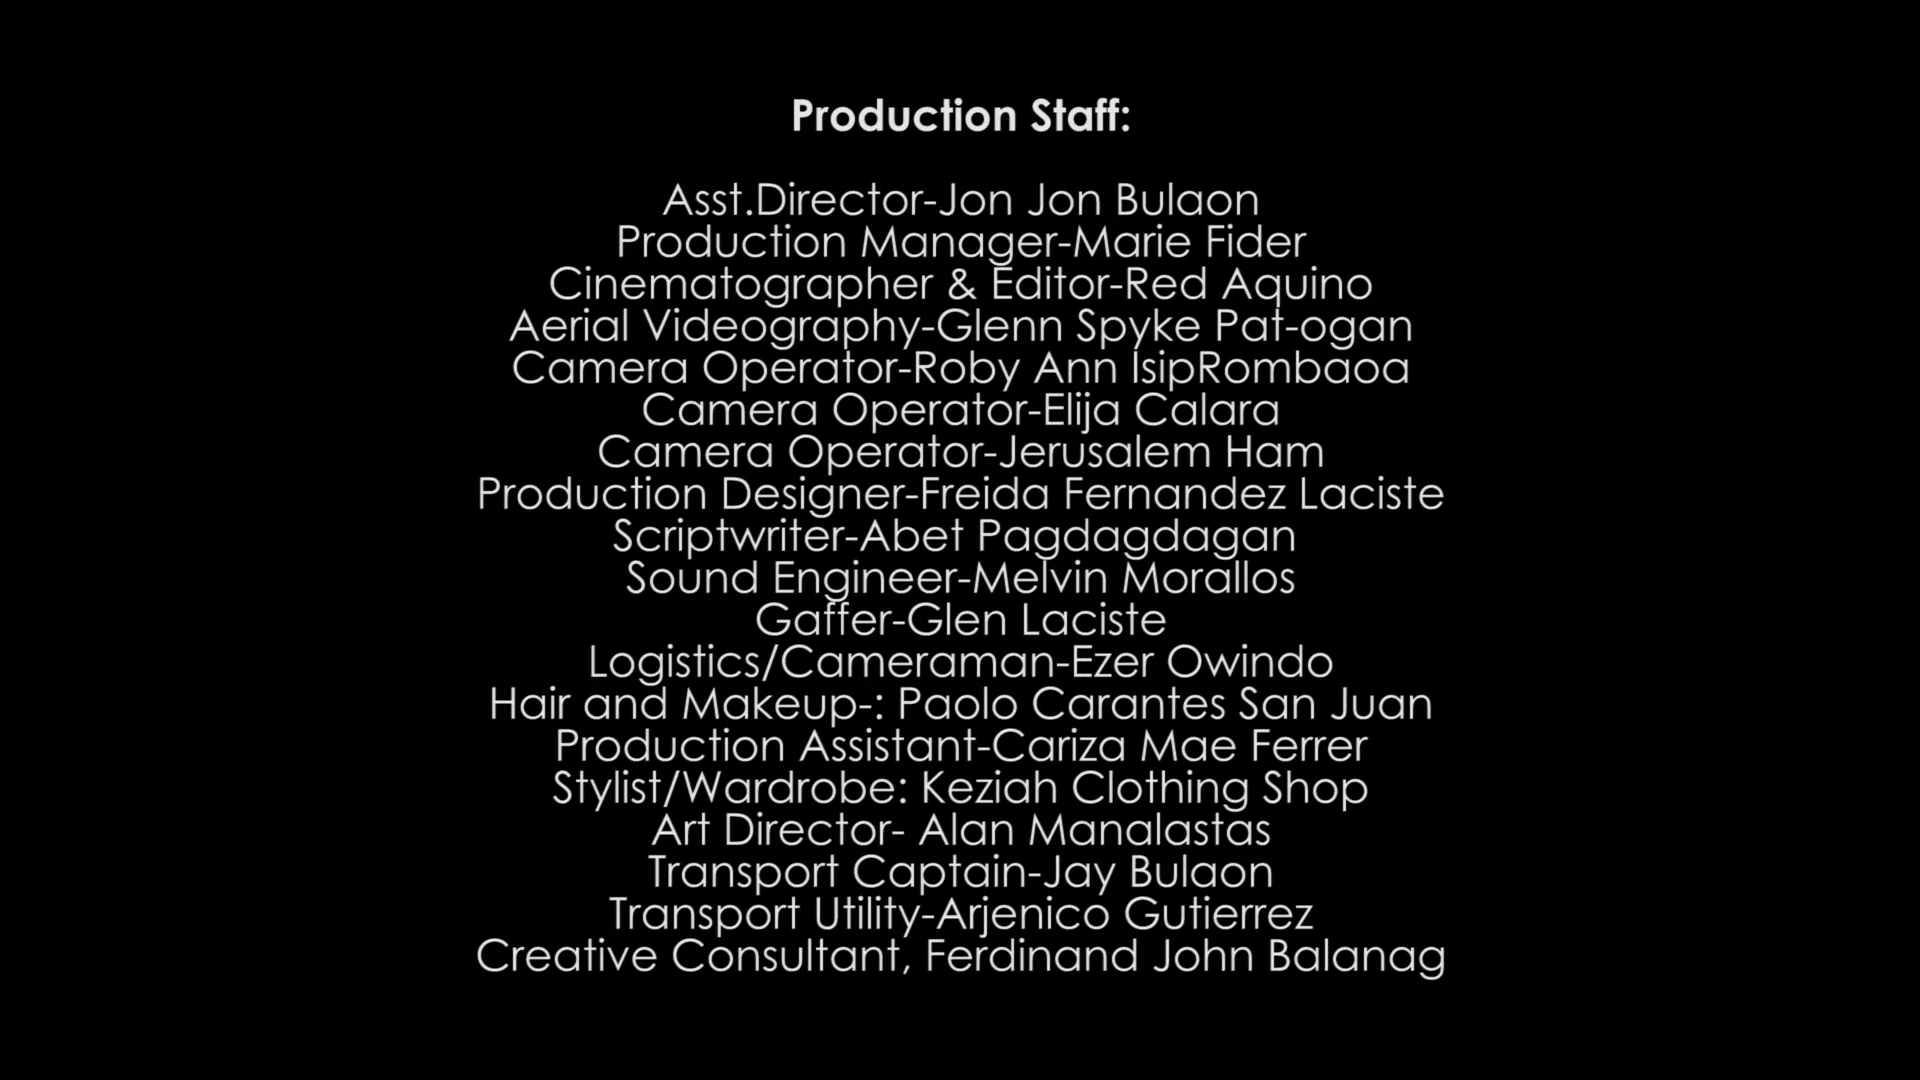 Production Staff:
Asst.Director-Jon Jon Bulaon
Production Manager-Marie Fider
Cinematographer & Editor-Red Aquino
Aerial Videography-Glenn Spyke Pat-ogan
Camera Operator-Roby Ann IsipRombaoa
Camera Operator-Elija Calara
Camera Operator-Jerusalem Ham
Production Designer-Freida Fernandez Laciste
Scriptwriter-Abet Pagdagdagan
Sound Engineer-Melvin Morallos
Gaffer-Glen Laciste
Logistics/Cameraman-Ezer Owindo
Hair and Makeup-: Paolo Carantes San Juan
Production Assistant-Cariza Mae Ferrer
Stylist/Wardrobe: Keziah Clothing Shop
Art Director- Alan Manalastas
Transport Captain-Jay Bulaon
Transport Utility-Arjenico Gutierrez
Creative Consultant, Ferdinand John Balanag